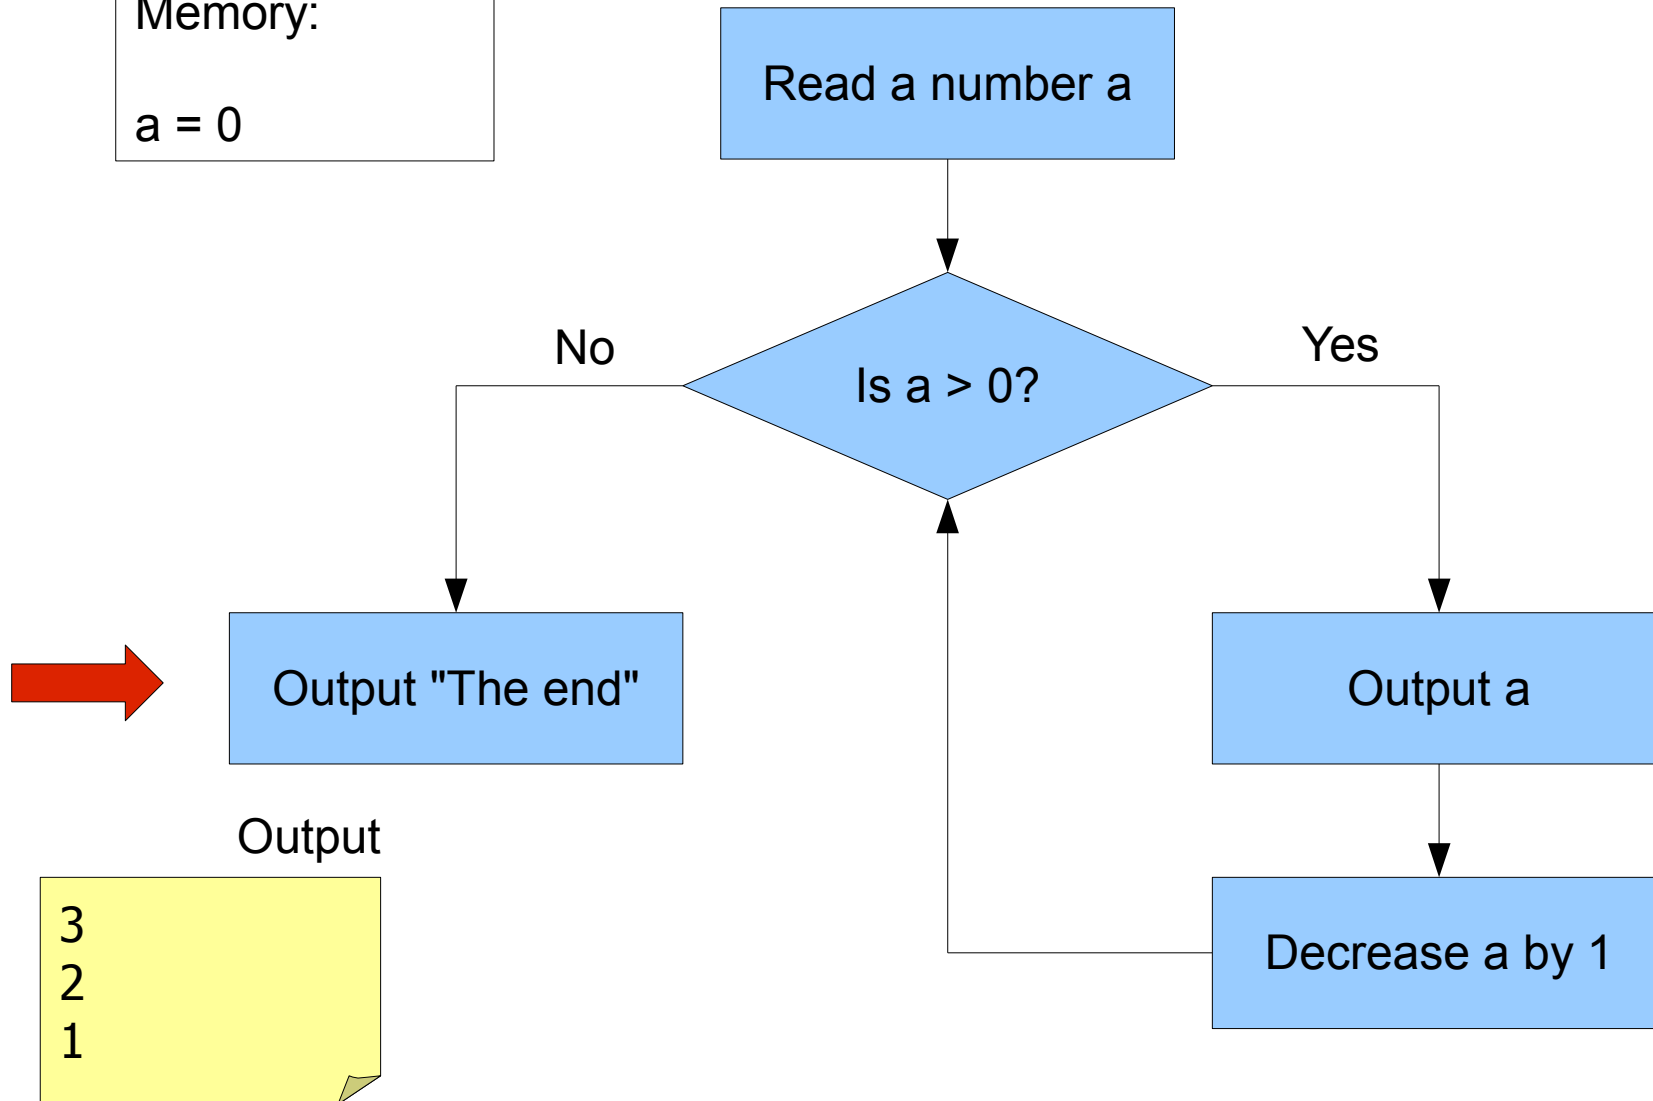 Memory:
a = 0
Read a number a
No
Yes
Is a > 0?
Output "The end"
Output a
Output
3
2
1
Decrease a by 1